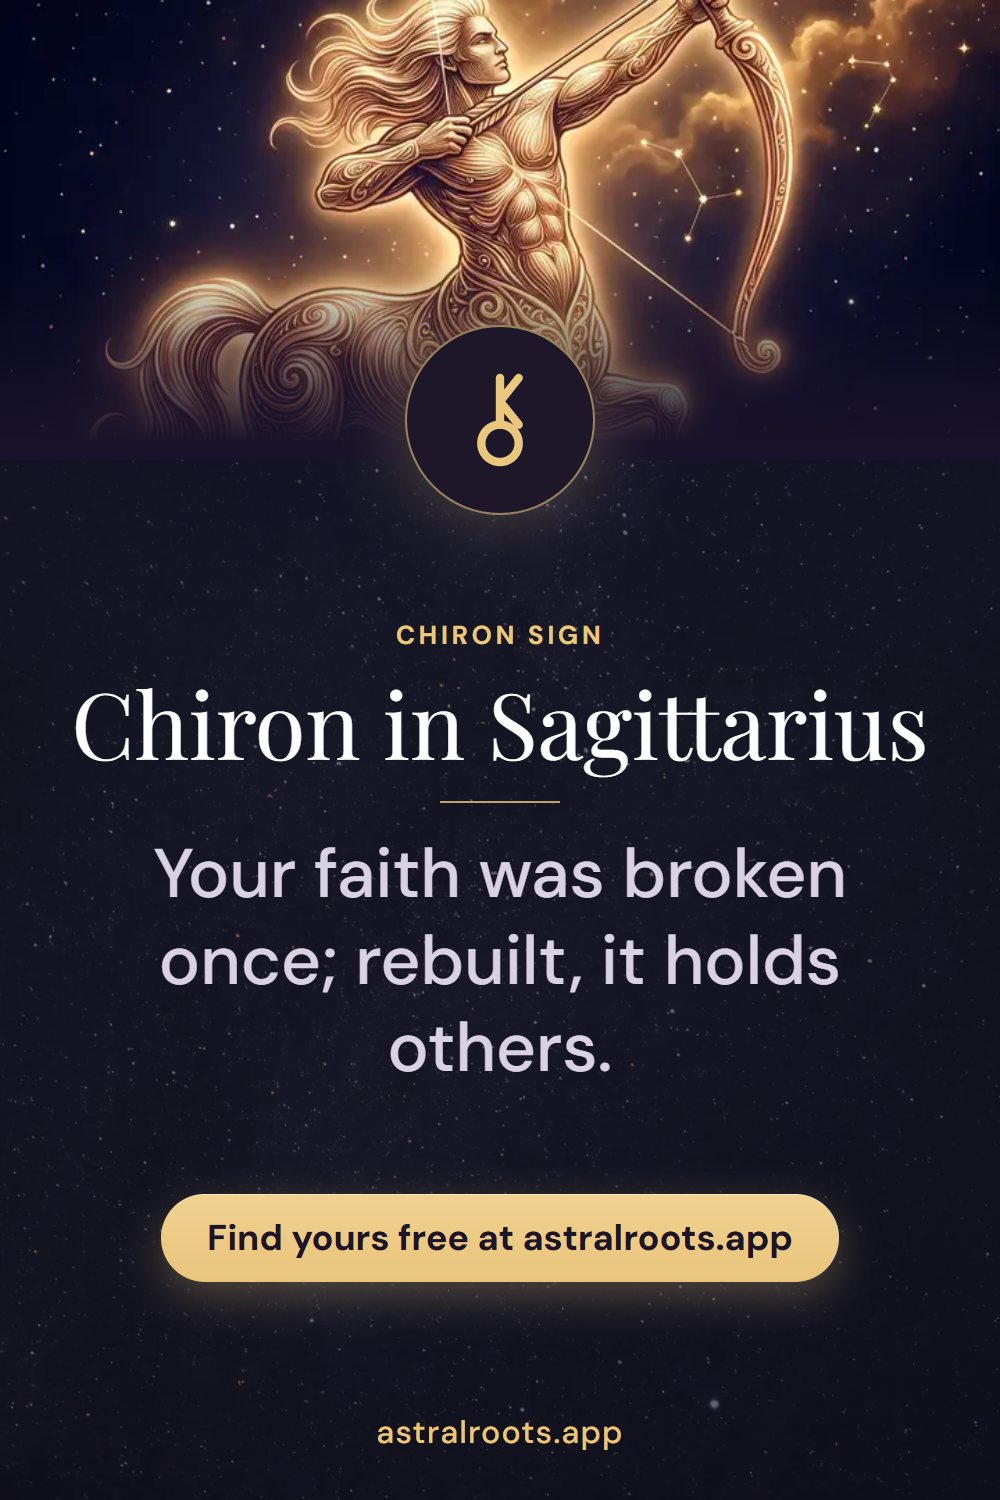 CHIRON SIGN
Chiron in Sagittarius
Your faith was broken
once; rebuilt, it holds
others.
Find yours free at astralroots.app
astralroots.app